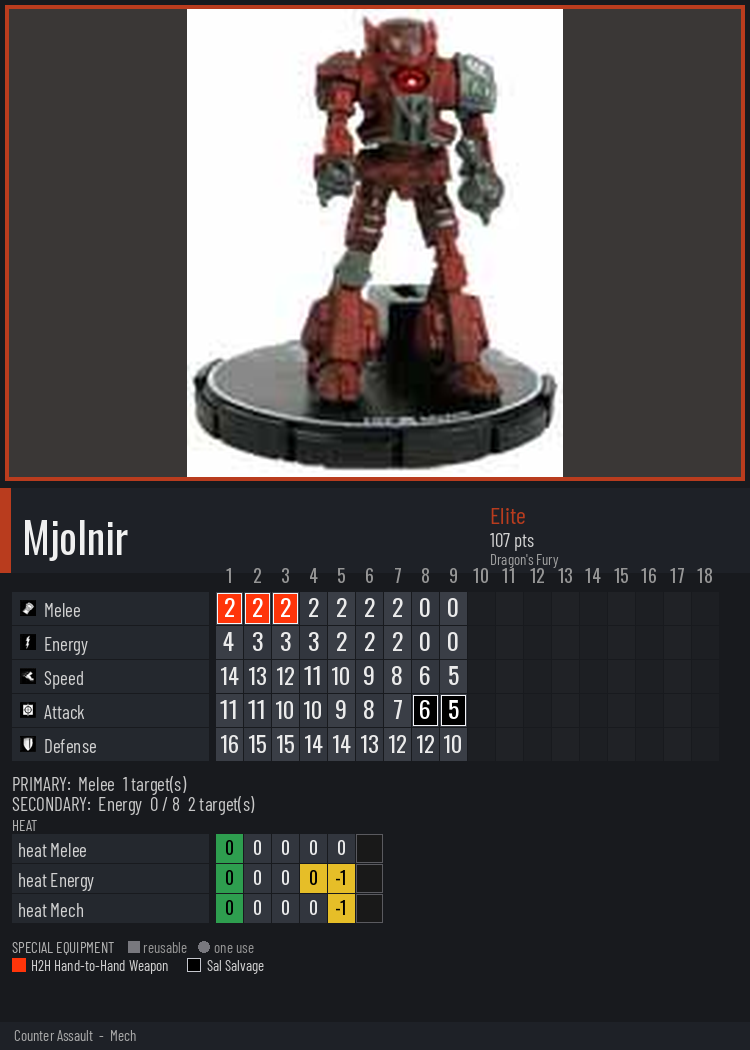 Mjolnir
Elite
107 pts
Dragon's Fury
1 2 3 4 5 6 7 8 9 10 11 12 13 14 15 16 17 18
Melee 2 2 2 2 2 2 2 0 0
Energy 4 3 3 3 2 2 2 0 0
Speed 14 13 12 11 10 9 8 6 5
Attack 11 11 10 10 9 8 7 6 5
Defense 16 15 15 14 14 13 12 12 10
PRIMARY: Melee 1 target(s)
SECONDARY: Energy 0 / 8 2 target(s)
HEAT
heat Melee 0 0 0 0 0
heat Energy 0 0 0 0 -1
heat Mech 0 0 0 0 -1
SPECIAL EQUIPMENT reusable one use
H2H Hand-to-Hand Weapon Sal Salvage
Counter Assault - Mech